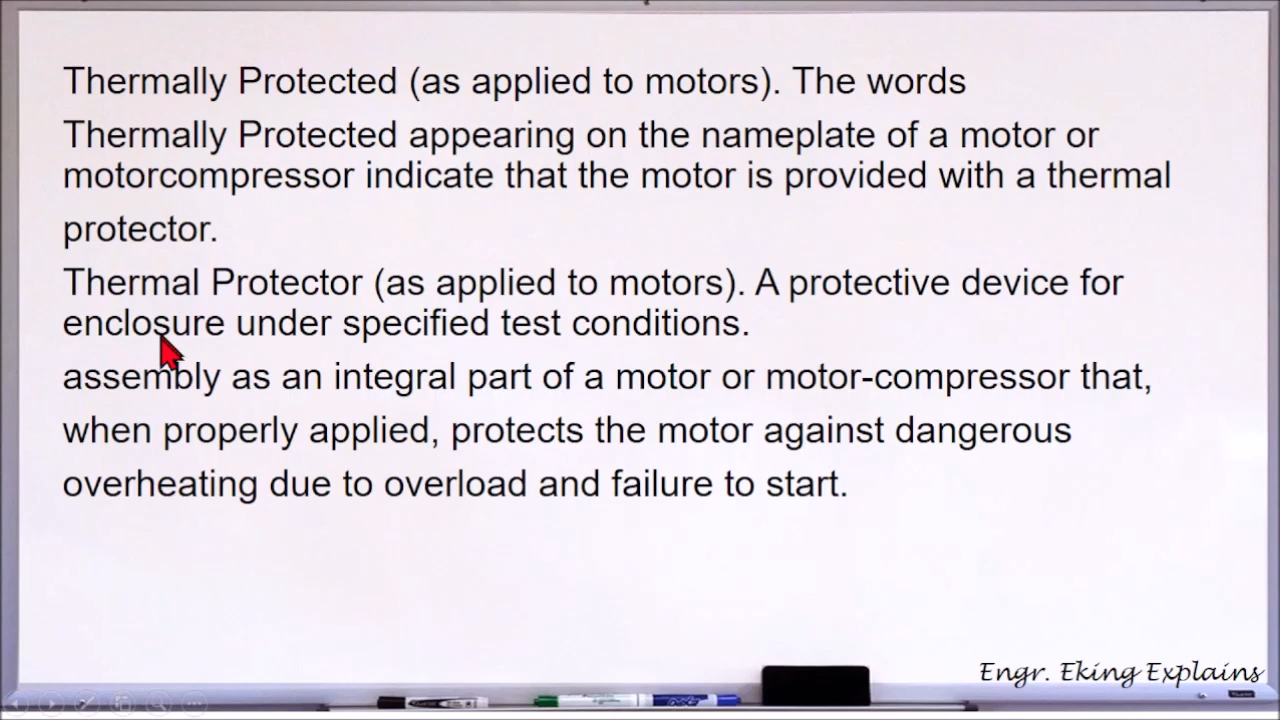 Thermally Protected (as applied to motors). The words
Thermally Protected appearing on the nameplate of a motor or
motorcompressor indicate that the motor is provided with a thermal
protector.
Thermal Protector (as applied to motors). A protective device for
enclosure under specified test conditions.
assembly as an integral part of a motor or motor-compressor that,
when properly applied, protects the motor against dangerous
overheating due to overload and failure to start.
Engr. Eking Explains